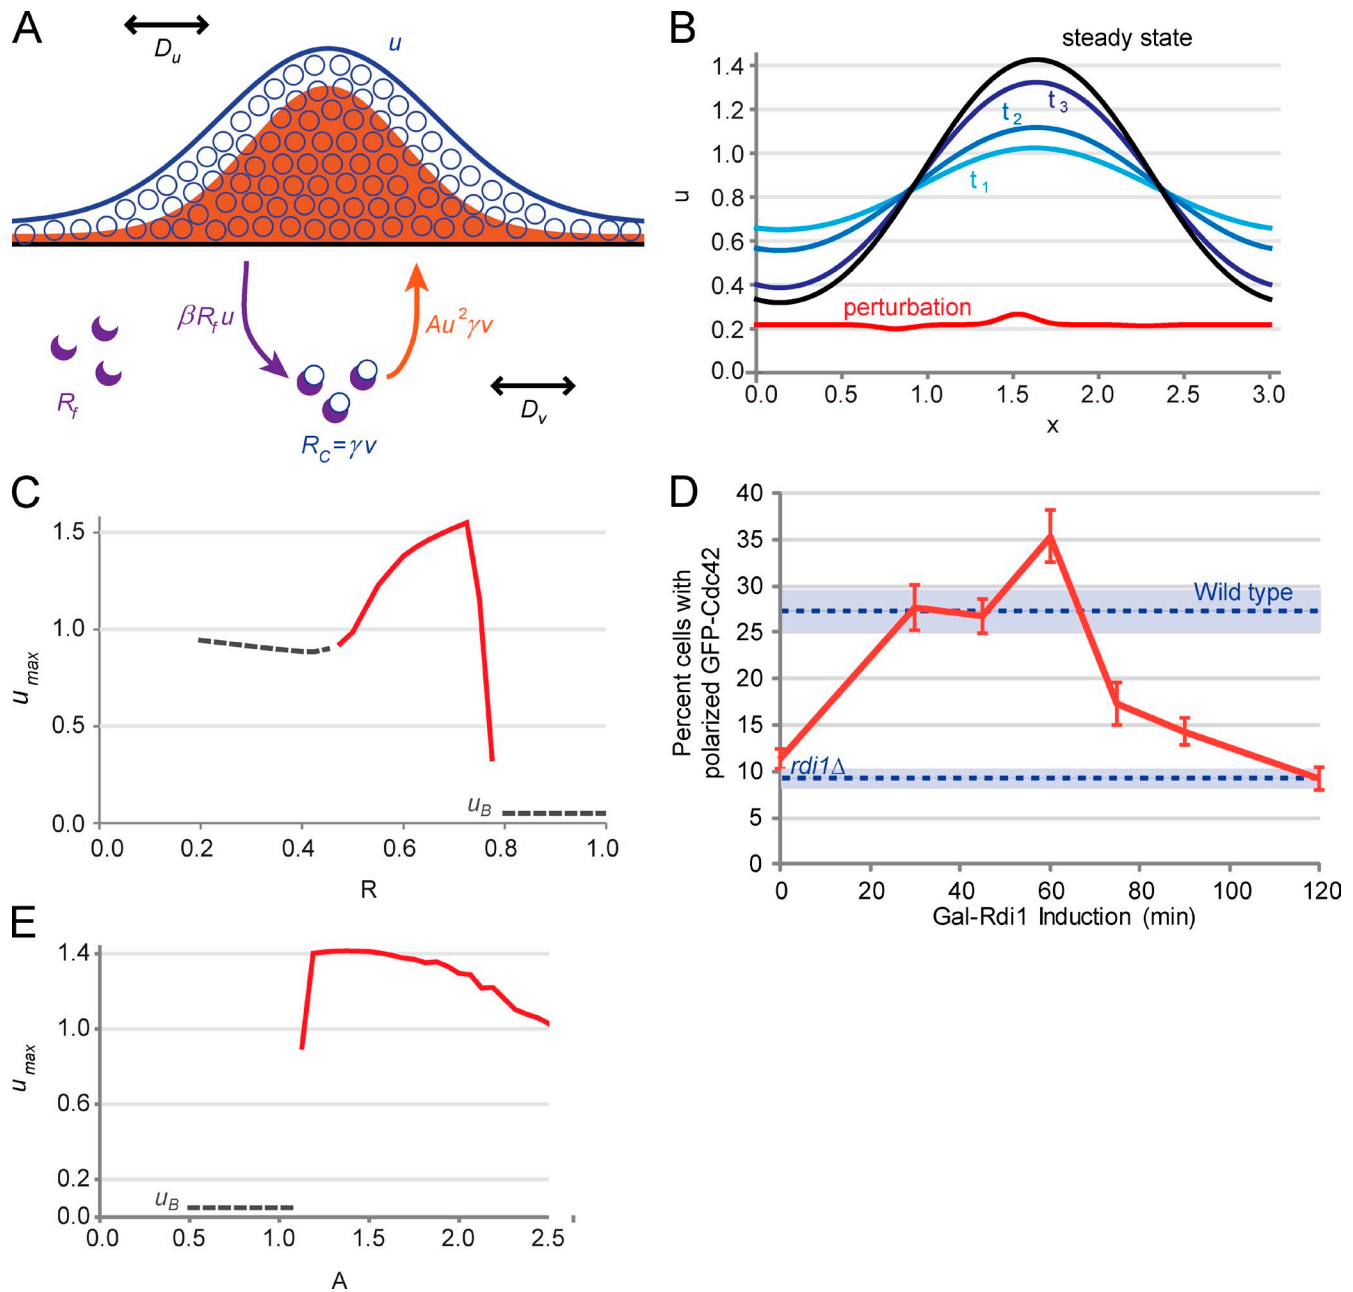 A
D_u
u
βR_f u
Au²γv
R_f
D_v
R_C = γv
B
steady state
1.4
1.2
1.0
0.8
0.6
0.4
0.2
0.0
u
t_3
t_2
t_1
perturbation
0.0 0.5 1.0 1.5 2.0 2.5 3.0
x
C
1.5
1.0
0.5
0.0
u_max
u_B
0.0 0.2 0.4 0.6 0.8 1.0
R
D
40
35
30
25
20
15
10
5
0
Percent cells with
polarized GFP-Cdc42
Wild type
rdi1Δ
0 20 40 60 80 100 120
Gal-Rdi1 Induction (min)
E
1.4
1.0
0.6
0.2
0.0
u_max
u_B
0.0 0.5 1.0 1.5 2.0 2.5
A